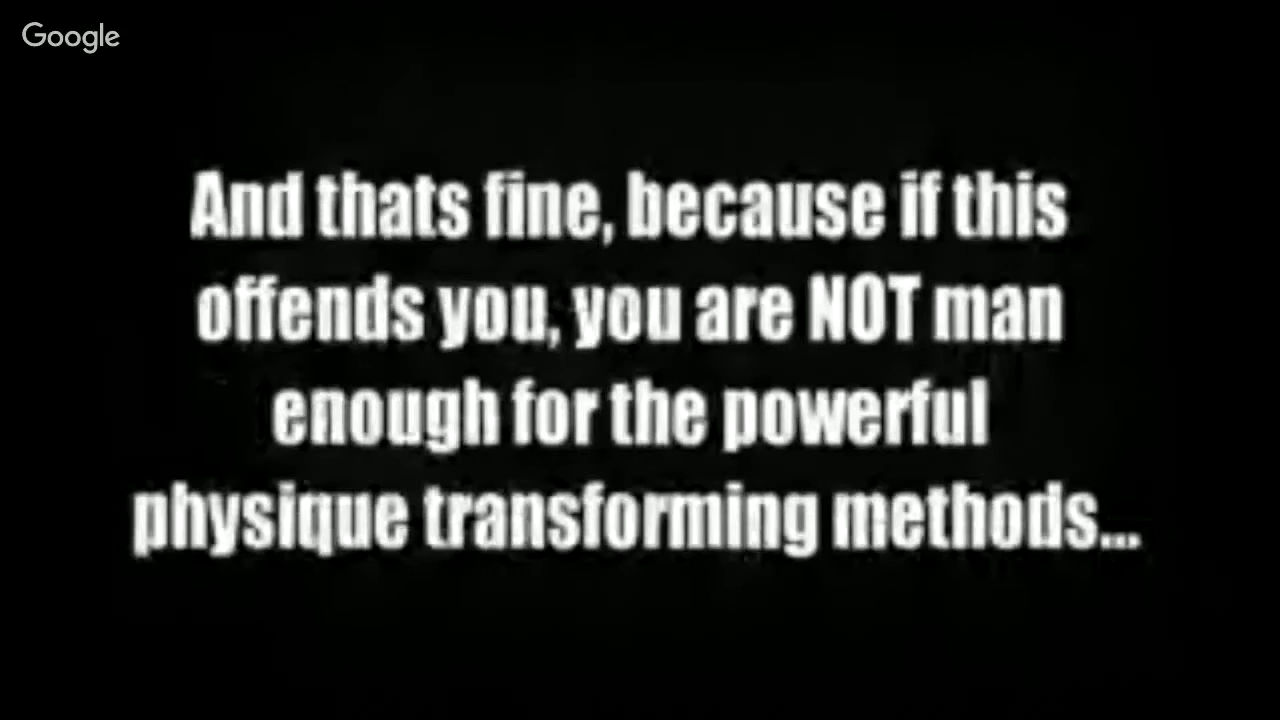 Google
And thats fine, because if this
offends you, you are NOT man
enough for the powerful
physique transforming methods...